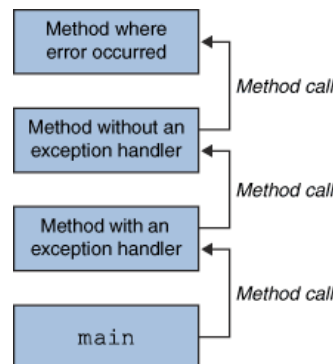 Method where
error occurred
Method call
Method without an
exception handler
Method call
Method with an
exception handler
Method call
main